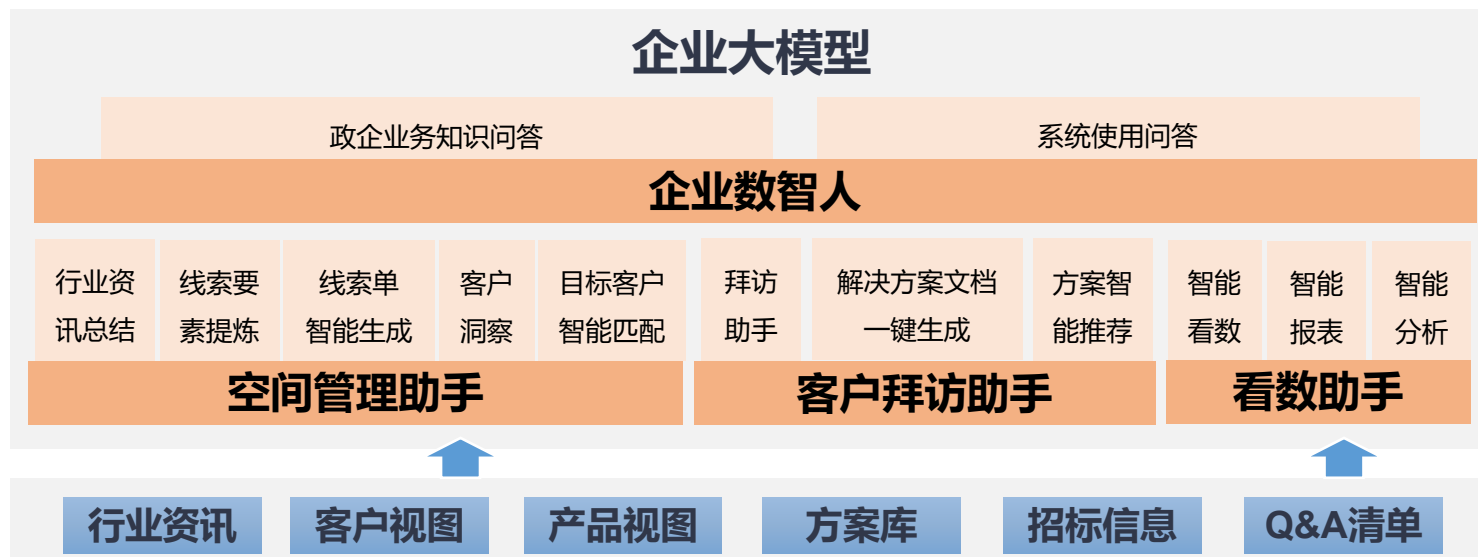 企业大模型
政企业务知识问答
系统使用问答
企业数智人
行业资
讯总结
线索要
素提炼
线索单
智能生成
客户
洞察
目标客户
智能匹配
拜访
助手
解决方案文档
一键生成
方案智
能推荐
智能
看数
智能
报表
智能
分析
空间管理助手
客户拜访助手
看数助手
行业资讯
客户视图
产品视图
方案库
招标信息
Q&A清单